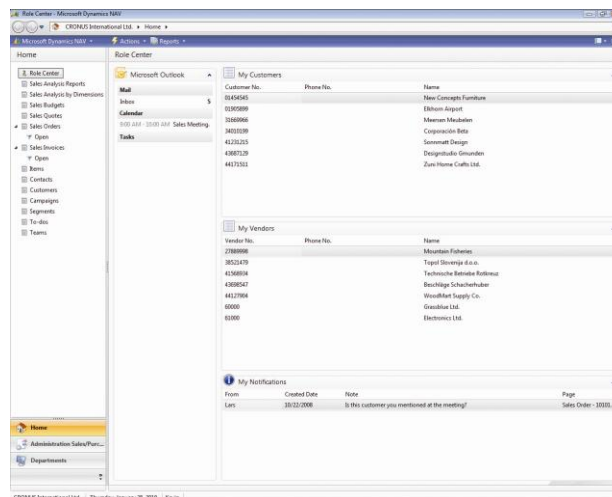 Role Center - Microsoft Dynamics NAV
CRONUS International Ltd. Home
Microsoft Dynamics NAV Actions Reports
Home
Role Center
Role Center
Sales Analysis Reports
Sales Analysis by Dimensions
Sales Budgets
Sales Quotes
Sales Orders
Open
Sales Invoices
Open
Items
Contacts
Customers
Campaigns
Segments
To-dos
Teams
Home
Administration Sales/Purc...
Departments
Microsoft Outlook
Mail
Inbox 5
Calendar
9:00 AM - 10:00 AM Sales Meeting
Tasks
My Customers
Customer No. Phone No. Name
01454545 New Concepts Furniture
01905899 Elkhorn Airport
31669966 Meersen Meubelen
34010199 Corporación Beta
41231215 Sonnmatt Design
43687129 Designstudio Gmunden
44171511 Zuni Home Crafts Ltd.
My Vendors
Vendor No. Phone No. Name
27889998 Mountain Fisheries
38521479 Topol Slovenija d.o.o.
41568934 Technische Betriebe Rotkreuz
43698547 Beschläge Schacherhuber
44127904 WoodMart Supply Co.
60000 Grassblue Ltd.
61000 Electronics Ltd.
My Notifications
From Created Date Note Page
Lars 10/22/2008 Is this customer you mentioned at the meeting? Sales Order - 10101
CRONUS International Ltd.